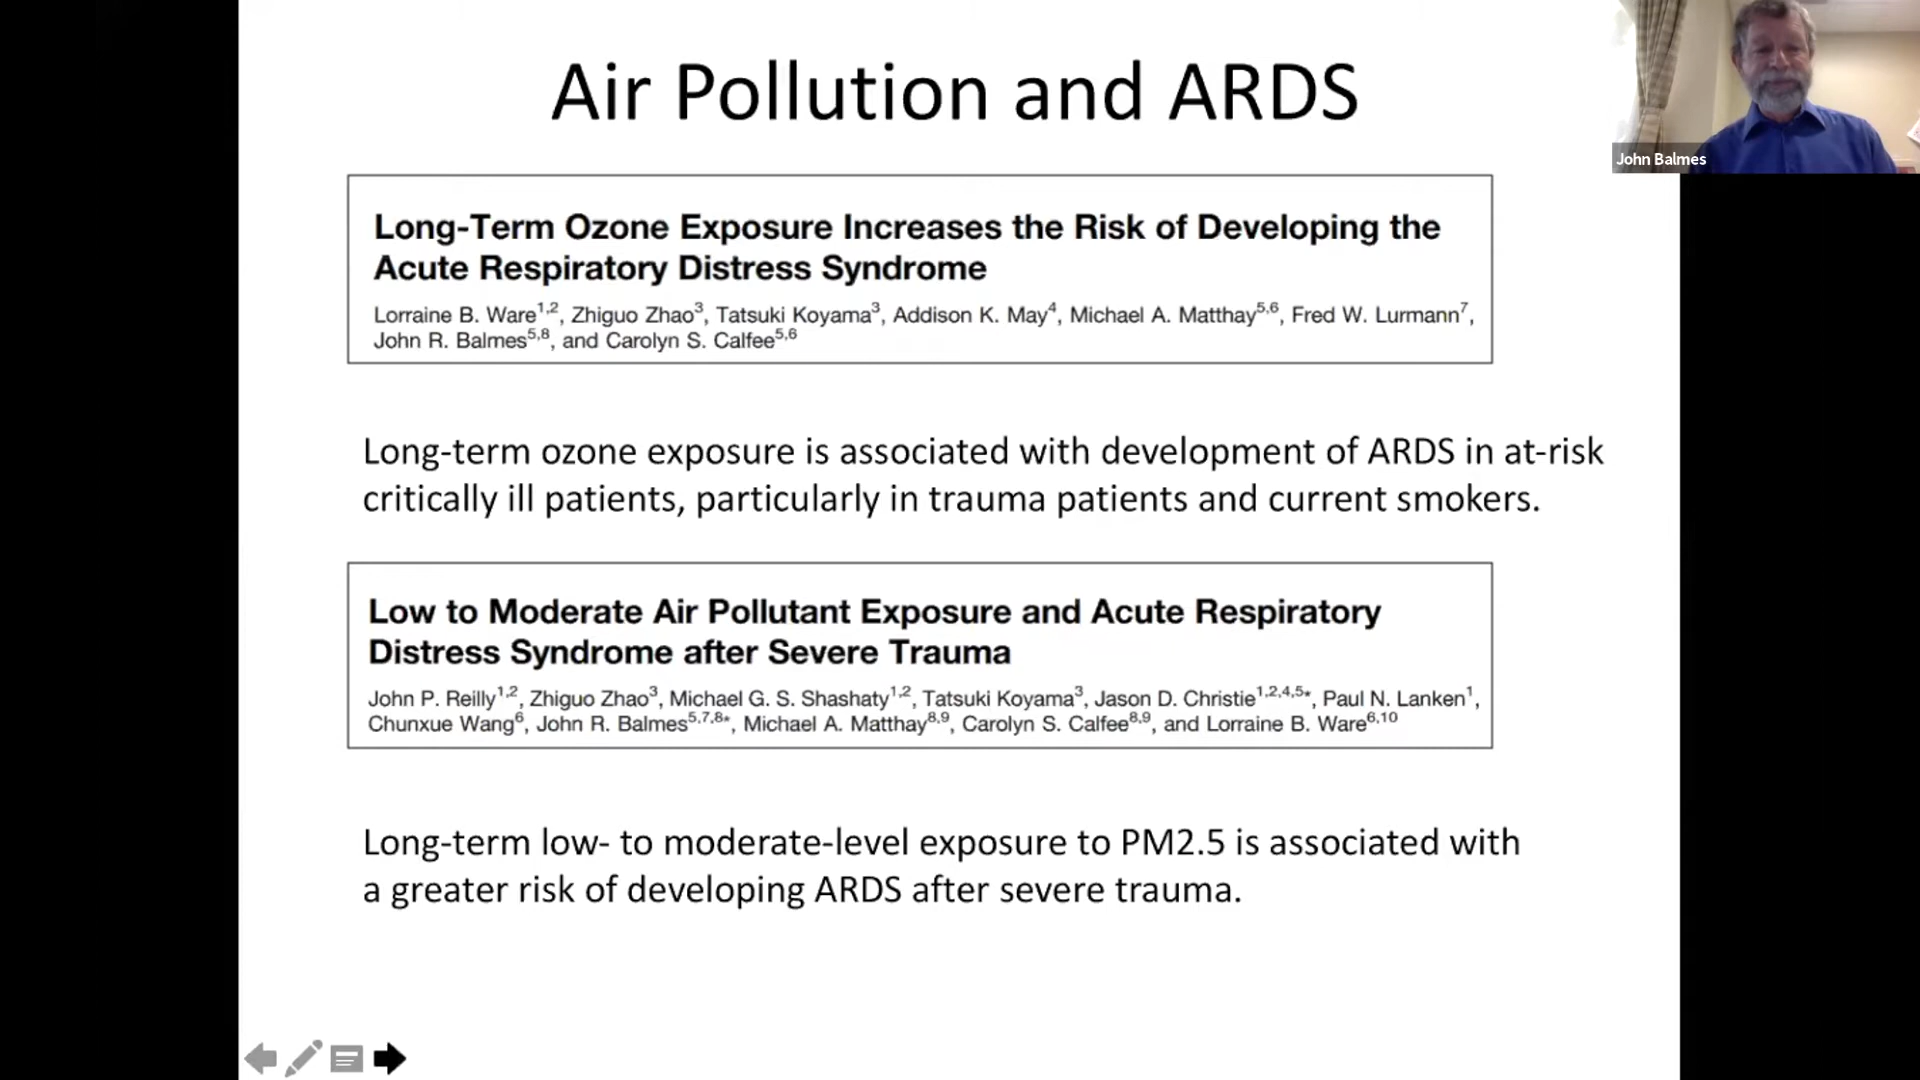 Air Pollution and ARDS
John Balmes
Long-Term Ozone Exposure Increases the Risk of Developing the
Acute Respiratory Distress Syndrome
Lorraine B. Ware1,2, Zhiguo Zhao3, Tatsuki Koyama3, Addison K. May4, Michael A. Matthay5,6, Fred W. Lurmann7,
John R. Balmes5,8, and Carolyn S. Calfee5,6
Long-term ozone exposure is associated with development of ARDS in at-risk
critically ill patients, particularly in trauma patients and current smokers.
Low to Moderate Air Pollutant Exposure and Acute Respiratory
Distress Syndrome after Severe Trauma
John P. Reilly1,2, Zhiguo Zhao3, Michael G. S. Shashaty1,2, Tatsuki Koyama3, Jason D. Christie1,2,4,5*, Paul N. Lanken1,
Chunxue Wang6, John R. Balmes5,7,8*, Michael A. Matthay8,9, Carolyn S. Calfee8,9, and Lorraine B. Ware6,10
Long-term low- to moderate-level exposure to PM2.5 is associated with
a greater risk of developing ARDS after severe trauma.